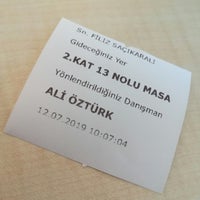 Sn. FİLİZ SAÇIKARALI
Gideceğiniz Yer
2.KAT 13 NOLU MASA
Yönlendirildiğiniz Danışman
ALİ ÖZTÜRK
12.07.2019 10:07:04